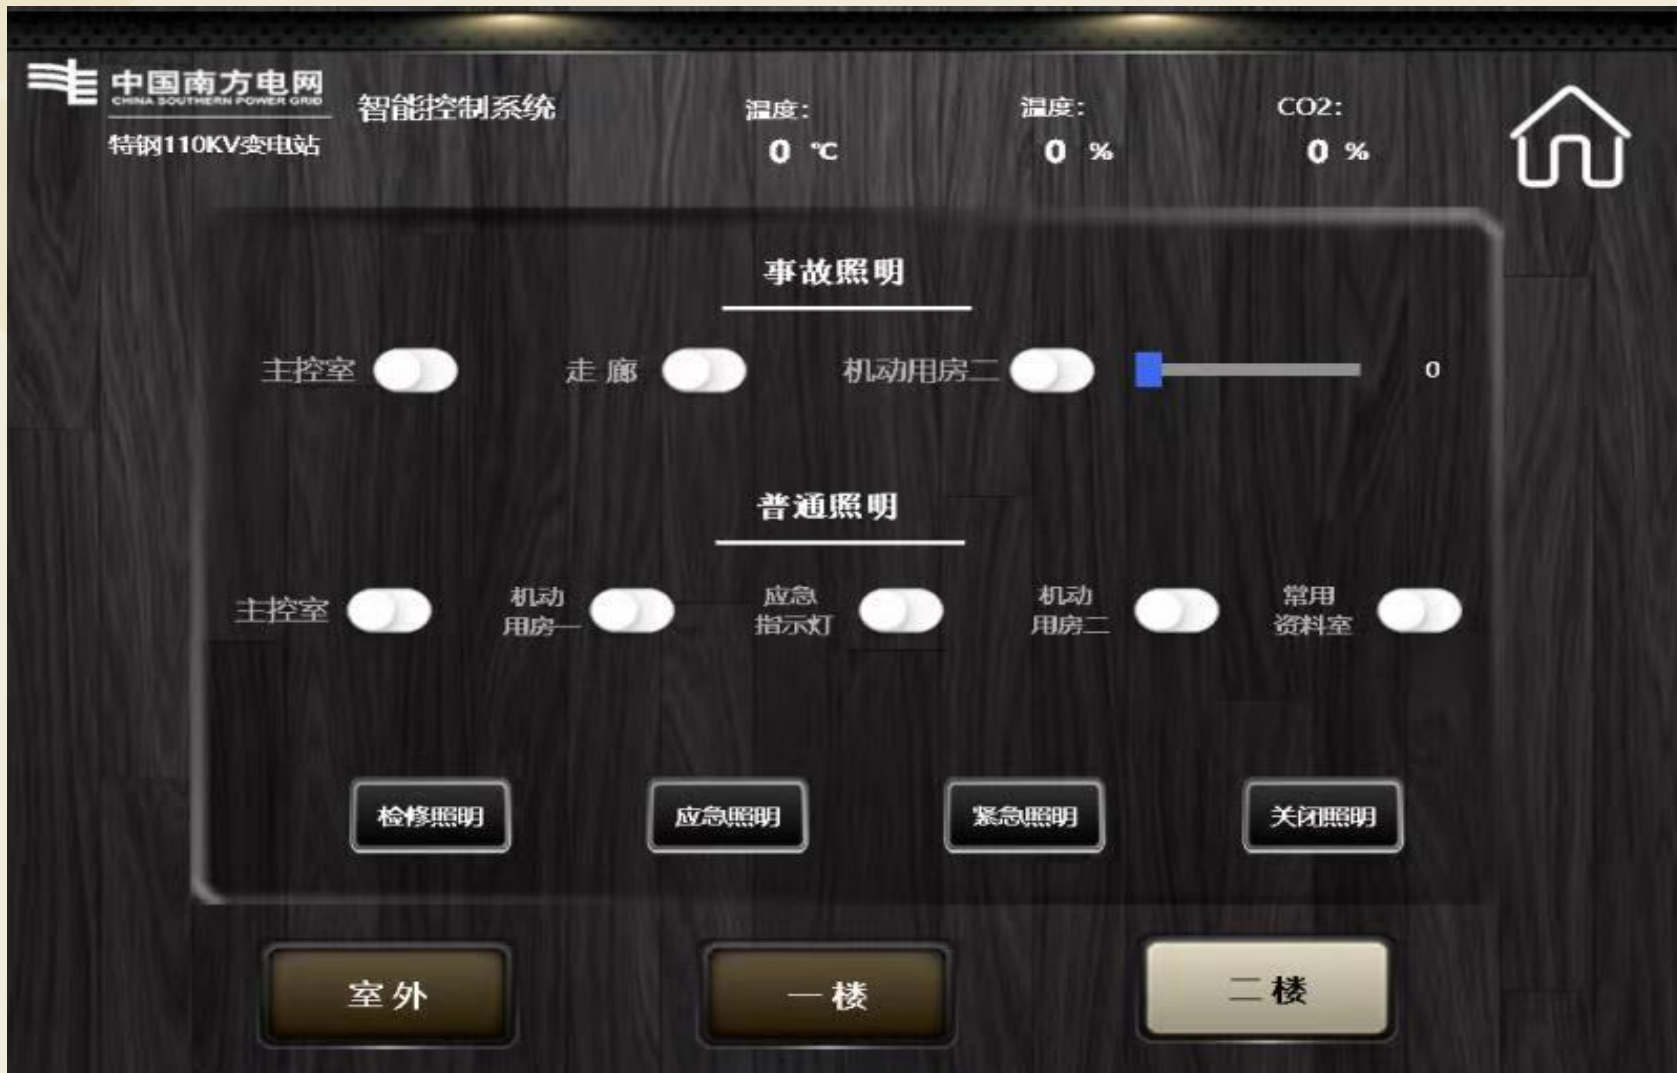 中国南方电网
CHINA SOUTHERN POWER GRID
特钢110KV变电站
智能控制系统
温度:
0 ℃
温度:
0 %
CO2:
0 %
事故照明
主控室
走廊
机动用房二
0
普通照明
主控室
机动
用房一
应急
指示灯
机动
用房二
常用
资料室
检修照明
应急照明
紧急照明
关闭照明
室外
一楼
二楼